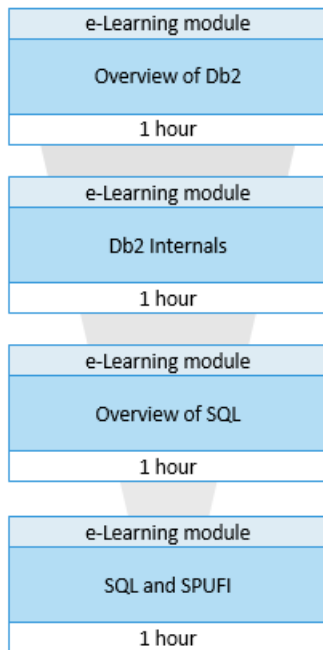 e-Learning module
Overview of Db2
1 hour
e-Learning module
Db2 Internals
1 hour
e-Learning module
Overview of SQL
1 hour
e-Learning module
SQL and SPUFI
1 hour